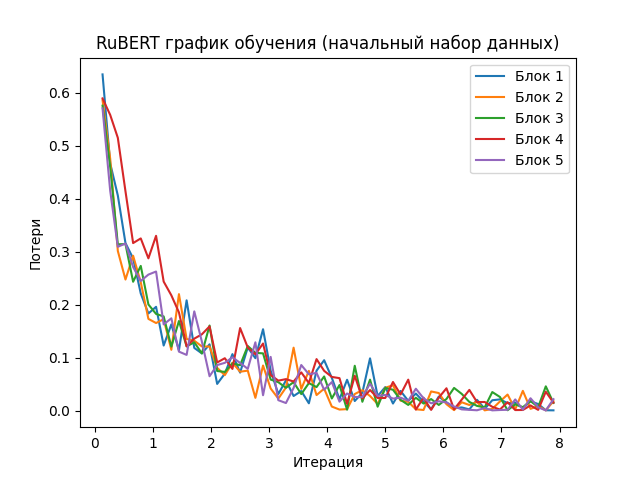 RuBERT график обучения (начальный набор данных)
Блок 1
Блок 2
Блок 3
Блок 4
Блок 5
Потери
0.6
0.5
0.4
0.3
0.2
0.1
0.0
0 1 2 3 4 5 6 7 8
Итерация